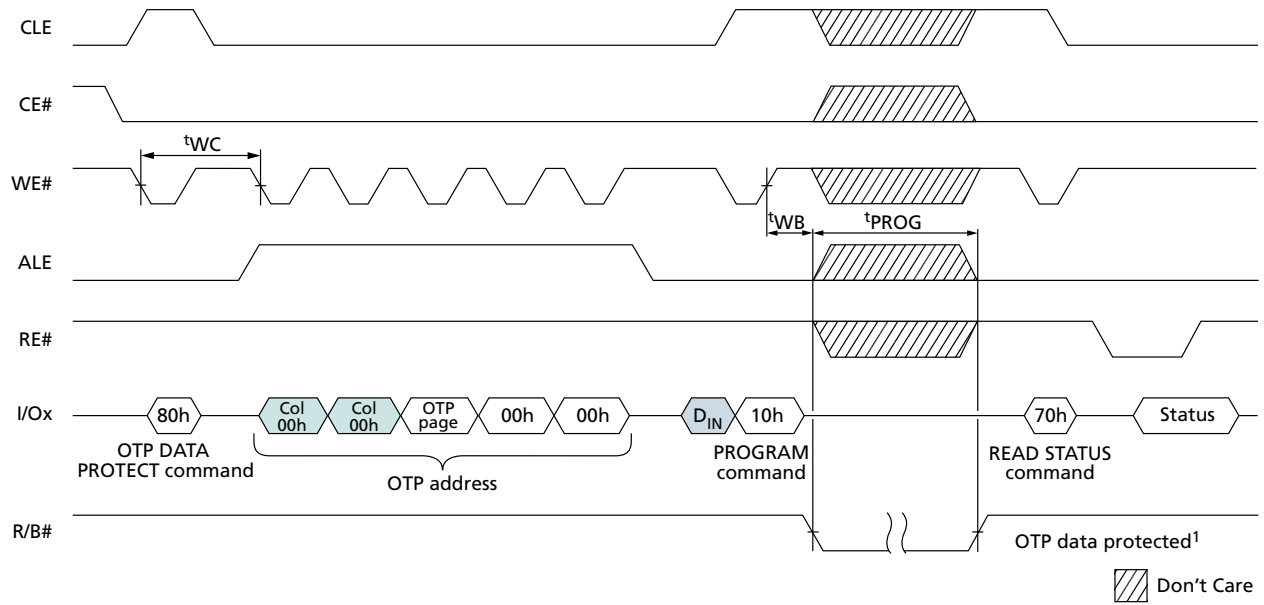 CLE
CE#
tWC
WE#
tWB
tPROG
ALE
RE#
I/Ox
80h
Col
00h
Col
00h
OTP
page
00h
00h
DIN
10h
70h
Status
OTP DATA
PROTECT command
OTP address
PROGRAM
command
READ STATUS
command
R/B#
OTP data protected1
Don't Care